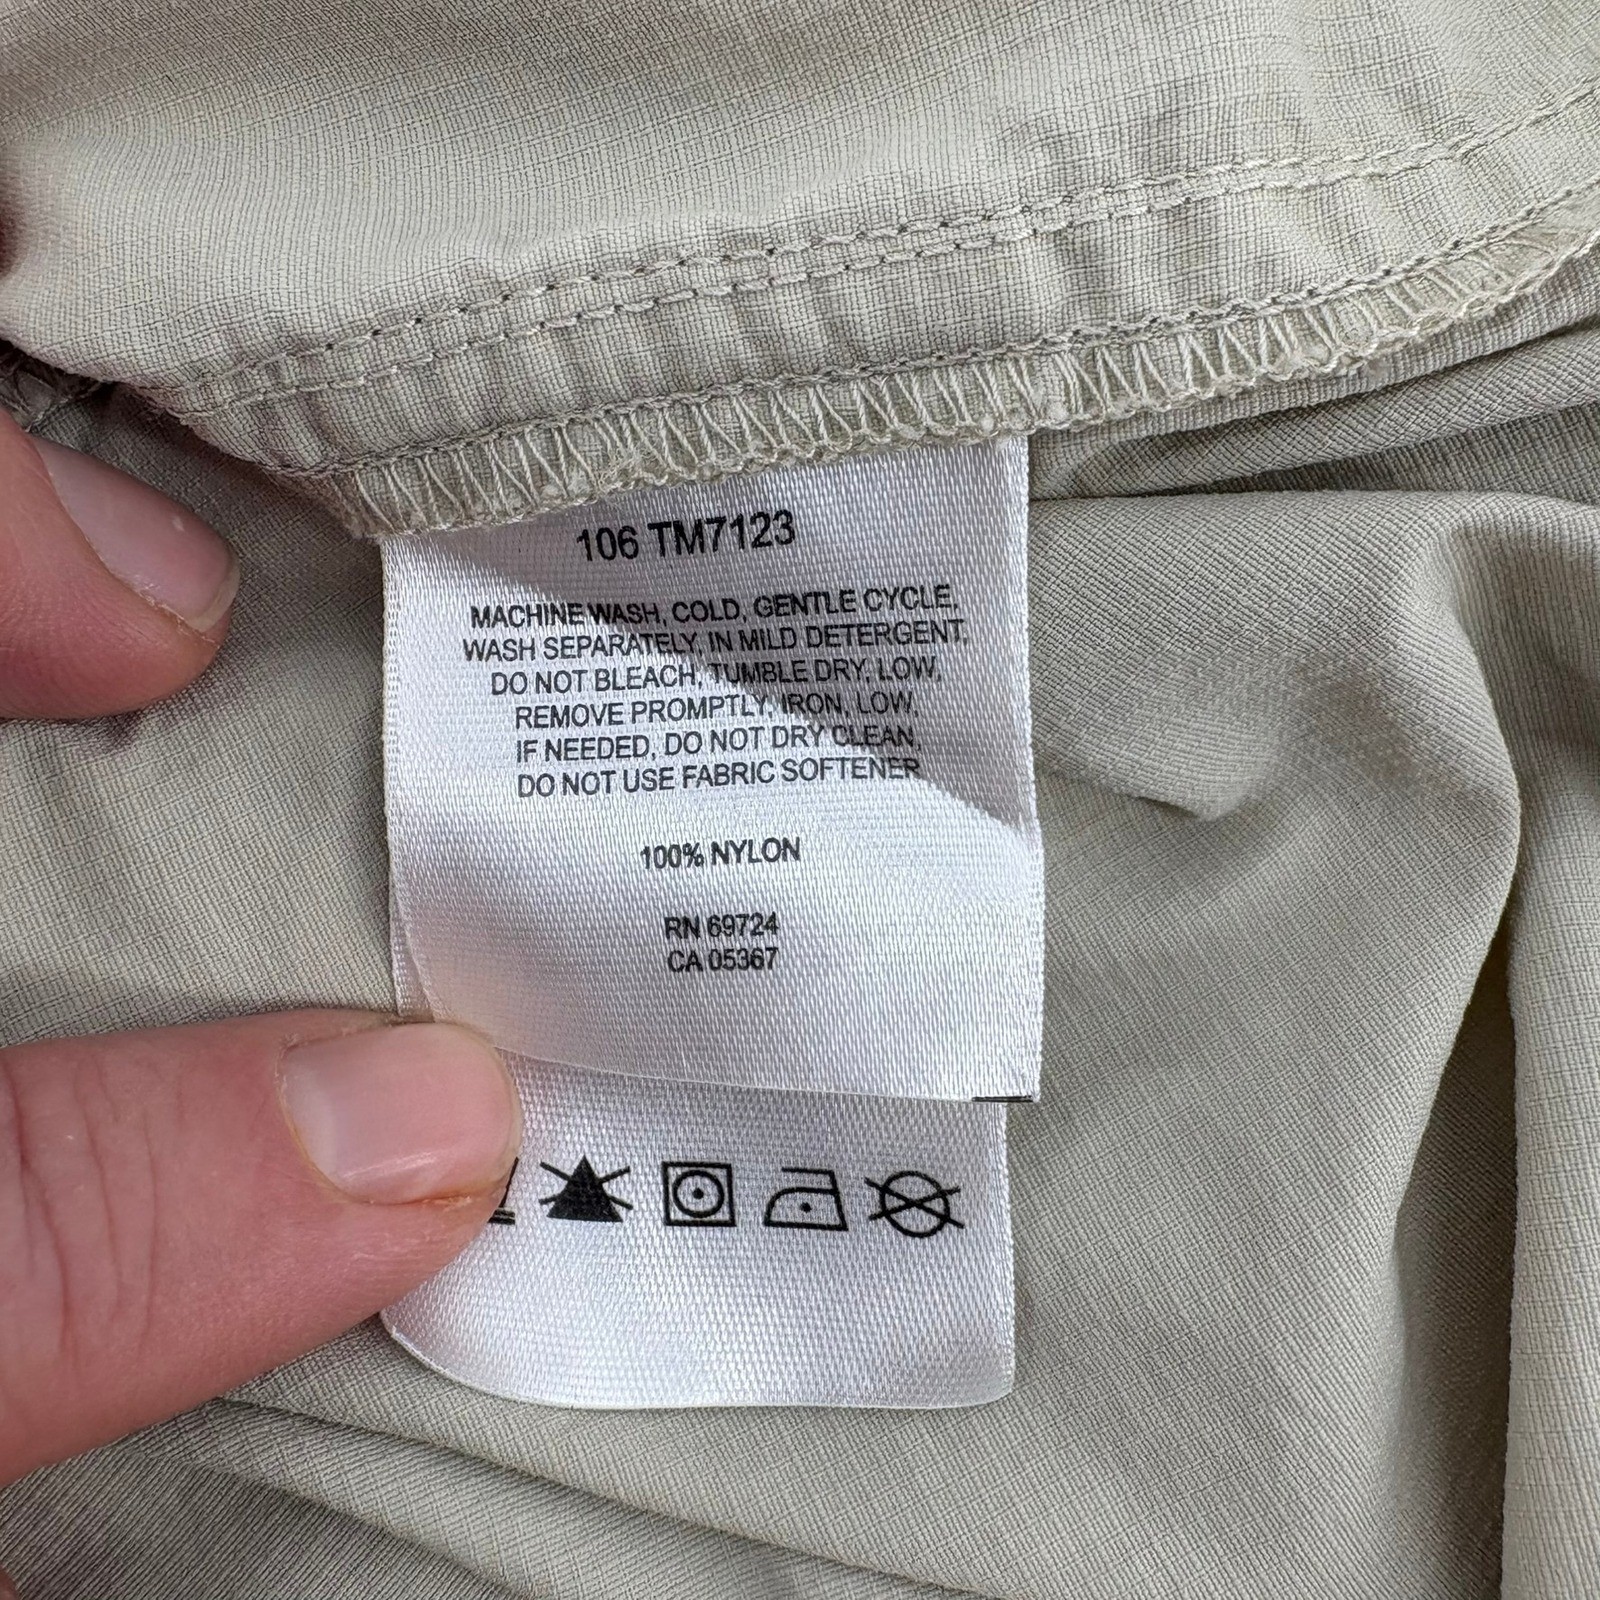 106 TM7123
MACHINE WASH, COLD, GENTLE CYCLE,
WASH SEPARATELY, IN MILD DETERGENT,
DO NOT BLEACH, TUMBLE DRY, LOW,
REMOVE PROMPTLY, IRON, LOW,
IF NEEDED, DO NOT DRY CLEAN,
DO NOT USE FABRIC SOFTENER
100% NYLON
RN 69724
CA 05367